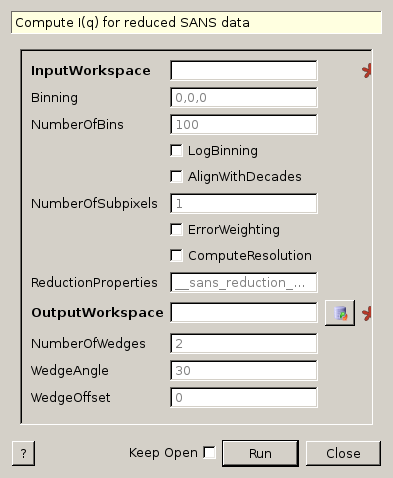 Compute I(q) for reduced SANS data
InputWorkspace
Binning 0,0,0
NumberOfBins 100
LogBinning
AlignWithDecades
NumberOfSubpixels 1
ErrorWeighting
ComputeResolution
ReductionProperties __sans_reduction_...
OutputWorkspace
NumberOfWedges 2
WedgeAngle 30
WedgeOffset 0
? Keep Open Run Close